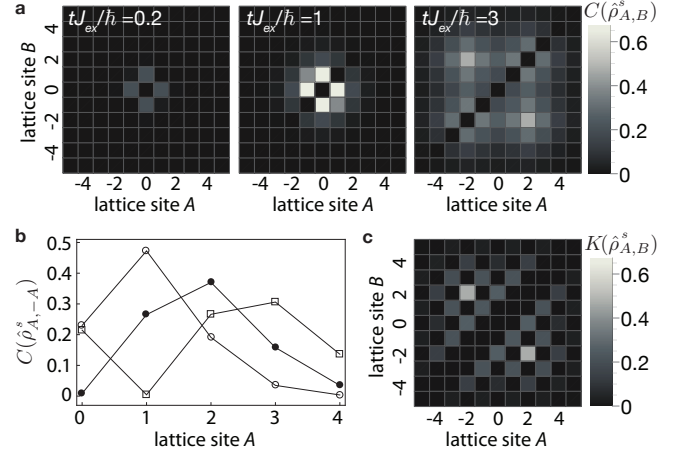 a
tJ_ex/ħ=0.2
tJ_ex/ħ=1
tJ_ex/ħ=3
C(ρ̂^s_A,B)
lattice site B
4
2
0
-2
-4
-4 -2 0 2 4
-4 -2 0 2 4
-4 -2 0 2 4
lattice site A
lattice site A
lattice site A
0.6
0.4
0.2
0
b
C(ρ̂^s_A,-A)
0.5
0.4
0.3
0.2
0.1
0
0 1 2 3 4
lattice site A
c
K(ρ̂^s_A,B)
lattice site B
4
2
0
-2
-4
-4 -2 0 2 4
lattice site A
0.6
0.4
0.2
0